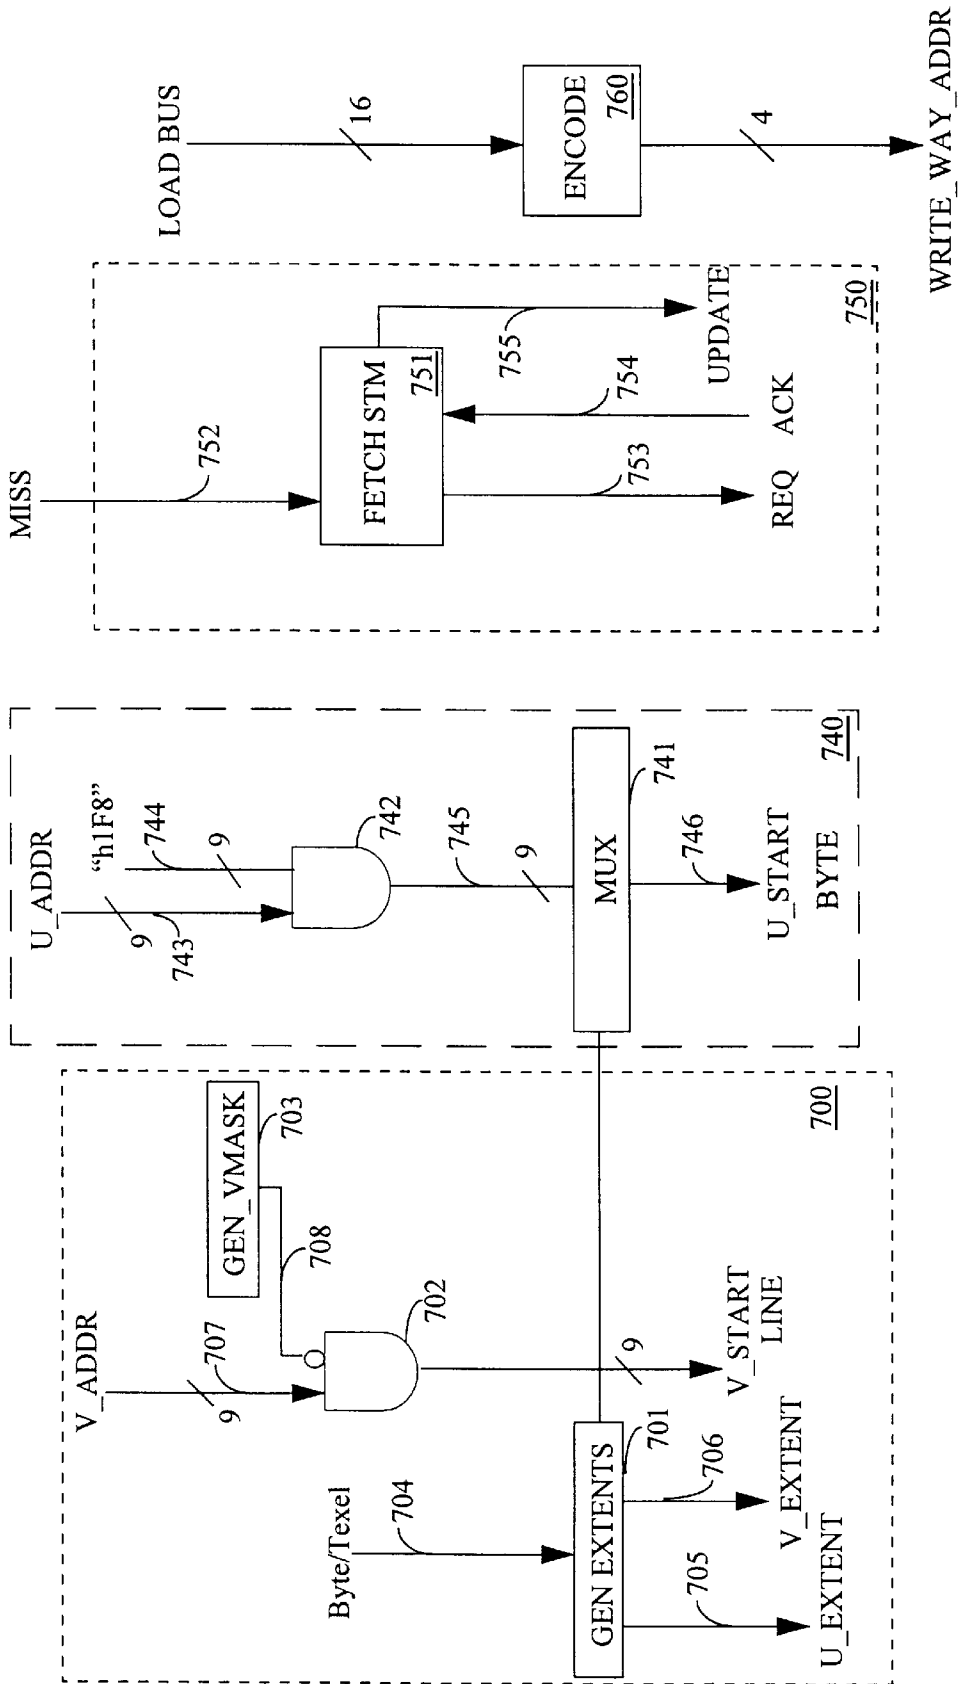 MISS
752
FETCH STM
751
753
REQ
754
ACK
755
UPDATE
750
LOAD BUS
16
ENCODE
760
4
WRITE_WAY_ADDR
U_ADDR
9
743
“h1F8”
744
9
742
745
9
MUX
741
746
U_START
BYTE
740
V_ADDR
9
707
GEN_VMASK
703
708
702
9
V_START
LINE
Byte/Texel
704
GEN EXTENTS
701
705
U_EXTENT
706
V_EXTENT
700